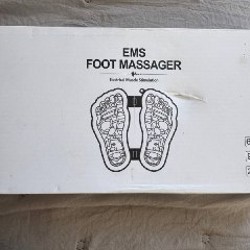 EMS
FOOT MASSAGER
Electrical Muscle Stimulation